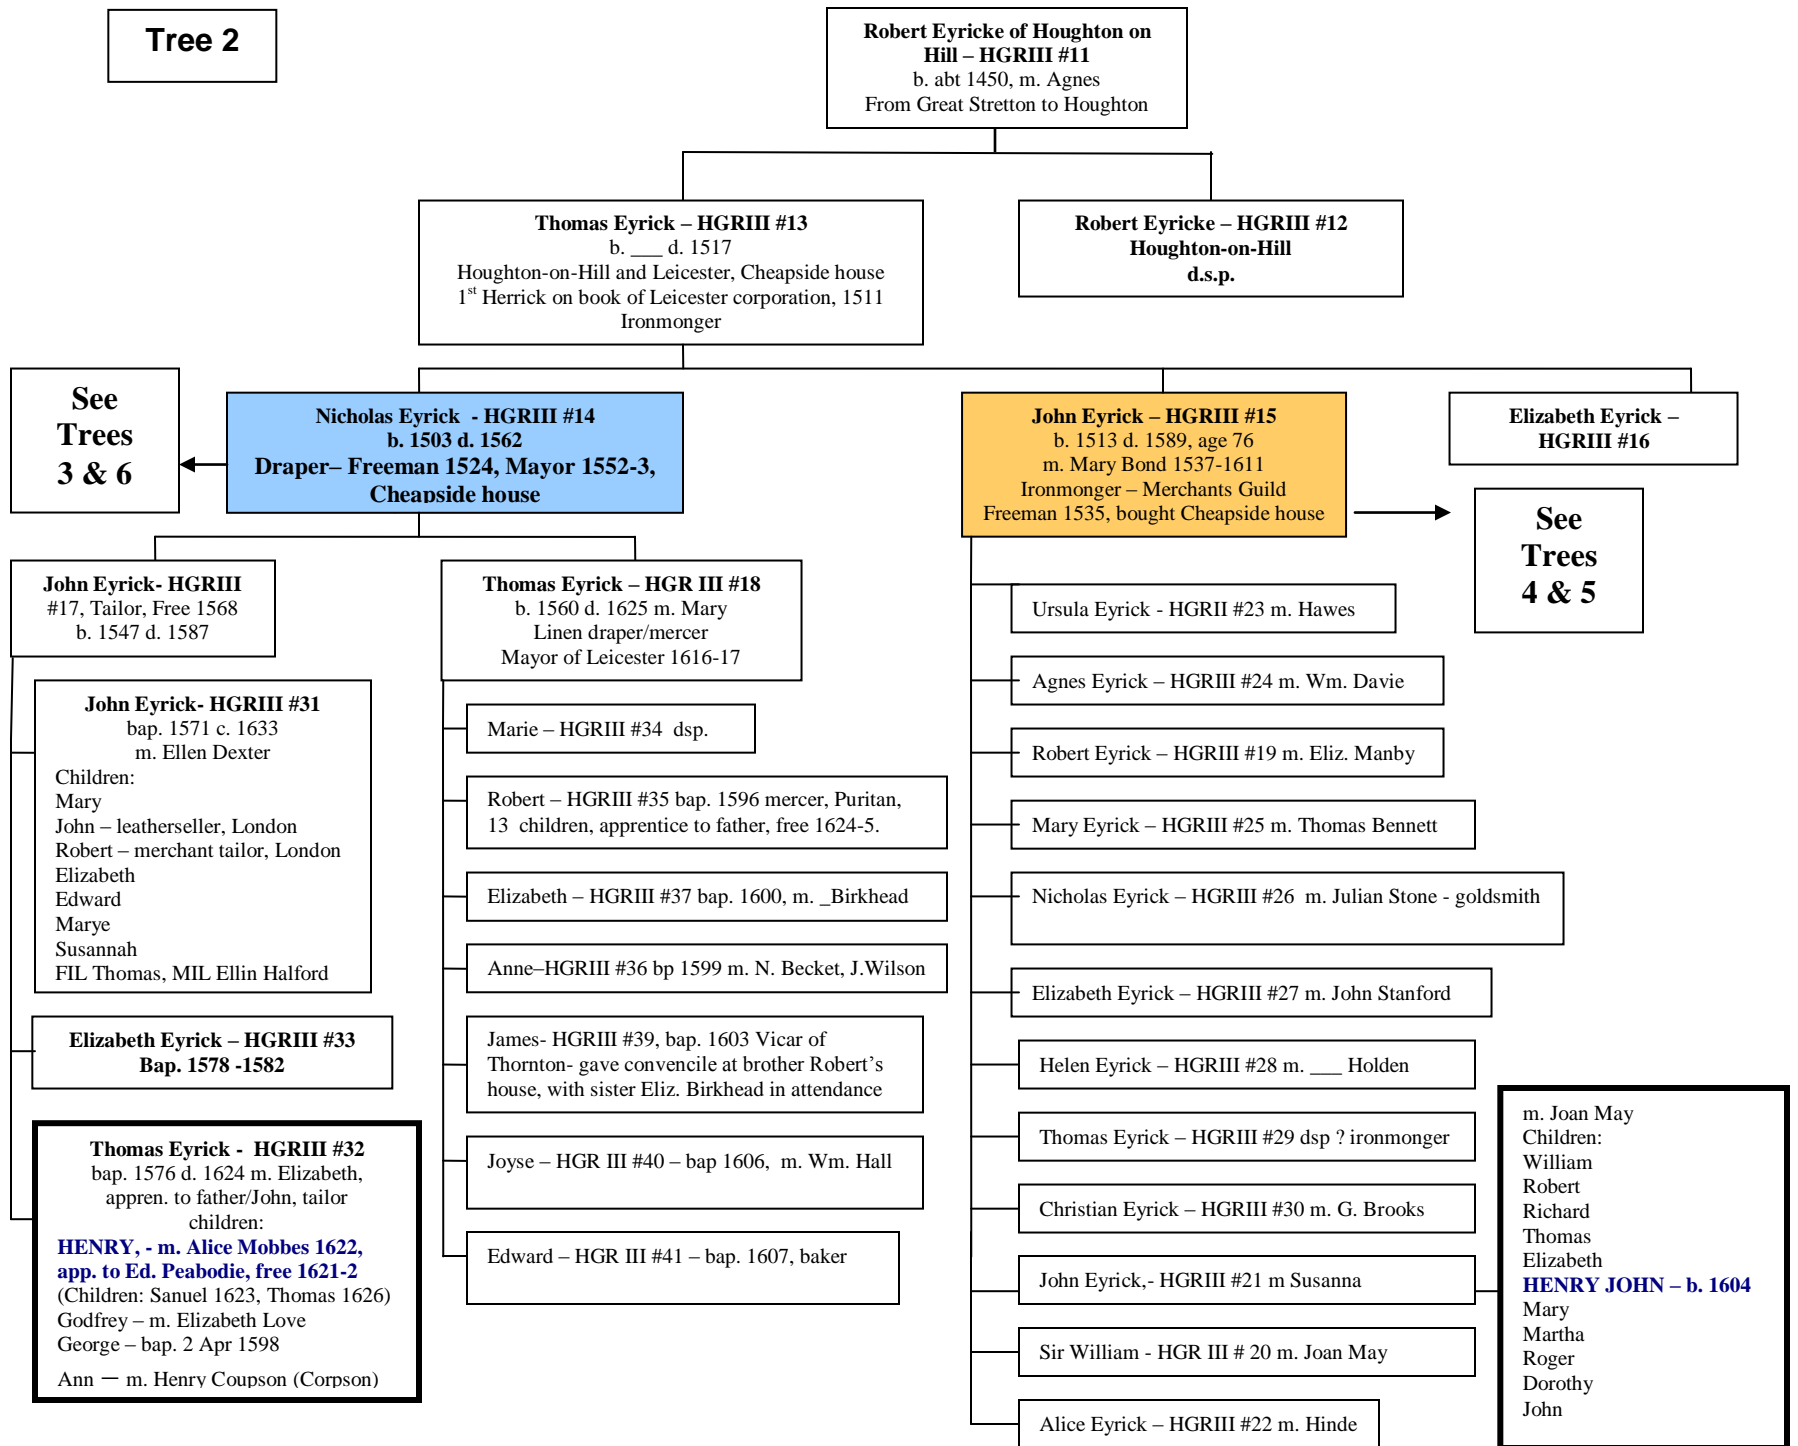 Tree 2
Robert Eyricke of Houghton on
Hill – HGRIII #11
b. abt 1450, m. Agnes
From Great Stretton to Houghton
Thomas Eyrick – HGRIII #13
b. ___ d. 1517
Houghton-on-Hill and Leicester, Cheapside house
1st Herrick on book of Leicester corporation, 1511
Ironmonger
Robert Eyricke – HGRIII #12
Houghton-on-Hill
d.s.p.
See
Trees
3 & 6
Nicholas Eyrick - HGRIII #14
b. 1503 d. 1562
Draper– Freeman 1524, Mayor 1552-3,
Cheapside house
John Eyrick – HGRIII #15
b. 1513 d. 1589, age 76
m. Mary Bond 1537-1611
Ironmonger – Merchants Guild
Freeman 1535, bought Cheapside house
Elizabeth Eyrick –
HGRIII #16
See
Trees
4 & 5
John Eyrick- HGRIII
#17, Tailor, Free 1568
b. 1547 d. 1587
Thomas Eyrick – HGR III #18
b. 1560 d. 1625 m. Mary
Linen draper/mercer
Mayor of Leicester 1616-17
John Eyrick- HGRIII #31
bap. 1571 c. 1633
m. Ellen Dexter
Children:
Mary
John – leatherseller, London
Robert – merchant tailor, London
Elizabeth
Edward
Marye
Susannah
FIL Thomas, MIL Ellin Halford
Elizabeth Eyrick – HGRIII #33
Bap. 1578 -1582
Thomas Eyrick - HGRIII #32
bap. 1576 d. 1624 m. Elizabeth,
appren. to father/John, tailor
children:
HENRY, - m. Alice Mobbes 1622,
app. to Ed. Peabodie, free 1621-2
(Children: Sanuel 1623, Thomas 1626)
Godfrey – m. Elizabeth Love
George – bap. 2 Apr 1598
Ann – m. Henry Coupson (Corpson)
Marie – HGRIII #34 dsp.
Robert – HGRIII #35 bap. 1596 mercer, Puritan,
13 children, apprentice to father, free 1624-5.
Elizabeth – HGRIII #37 bap. 1600, m. _Birkhead
Anne–HGRIII #36 bp 1599 m. N. Becket, J.Wilson
James- HGRIII #39, bap. 1603 Vicar of
Thornton- gave convencile at brother Robert’s
house, with sister Eliz. Birkhead in attendance
Joyse – HGR III #40 – bap 1606, m. Wm. Hall
Edward – HGR III #41 – bap. 1607, baker
Ursula Eyrick - HGRII #23 m. Hawes
Agnes Eyrick – HGRIII #24 m. Wm. Davie
Robert Eyrick – HGRIII #19 m. Eliz. Manby
Mary Eyrick – HGRIII #25 m. Thomas Bennett
Nicholas Eyrick – HGRIII #26 m. Julian Stone - goldsmith
Elizabeth Eyrick – HGRIII #27 m. John Stanford
Helen Eyrick – HGRIII #28 m. ___ Holden
Thomas Eyrick – HGRIII #29 dsp ? ironmonger
Christian Eyrick – HGRIII #30 m. G. Brooks
John Eyrick,- HGRIII #21 m Susanna
Sir William - HGR III # 20 m. Joan May
Alice Eyrick – HGRIII #22 m. Hinde
m. Joan May
Children:
William
Robert
Richard
Thomas
Elizabeth
HENRY JOHN – b. 1604
Mary
Martha
Roger
Dorothy
John